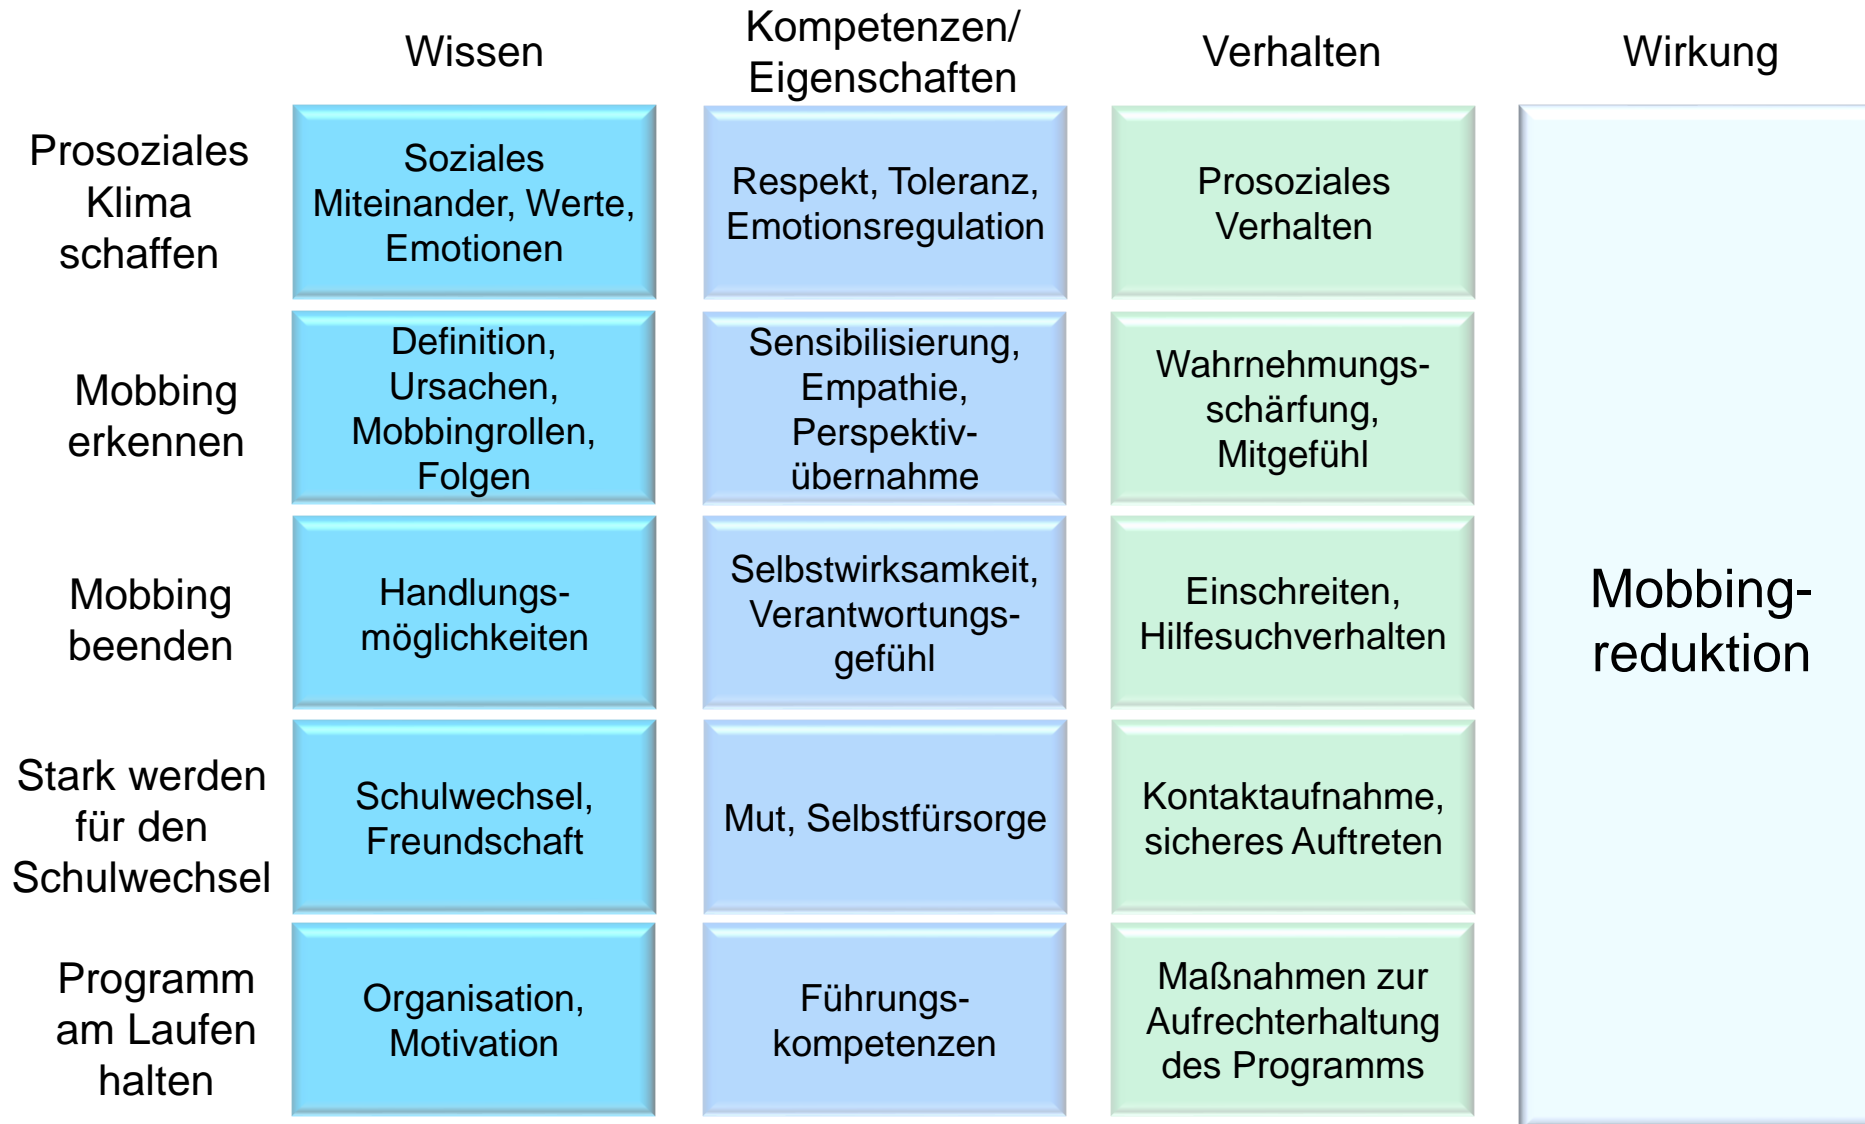 Wissen
Kompetenzen/
Eigenschaften
Verhalten
Wirkung
Prosoziales
Klima
schaffen
Soziales
Miteinander, Werte,
Emotionen
Respekt, Toleranz,
Emotionsregulation
Prosoziales
Verhalten
Mobbing
erkennen
Definition,
Ursachen,
Mobbingrollen,
Folgen
Sensibilisierung,
Empathie,
Perspektiv-
übernahme
Wahrnehmungs-
schärfung,
Mitgefühl
Mobbing
beenden
Handlungs-
möglichkeiten
Selbstwirksamkeit,
Verantwortungs-
gefühl
Einschreiten,
Hilfesuchverhalten
Mobbing-
reduktion
Stark werden
für den
Schulwechsel
Schulwechsel,
Freundschaft
Mut, Selbstfürsorge
Kontaktaufnahme,
sicheres Auftreten
Programm
am Laufen
halten
Organisation,
Motivation
Führungs-
kompetenzen
Maßnahmen zur
Aufrechterhaltung
des Programms